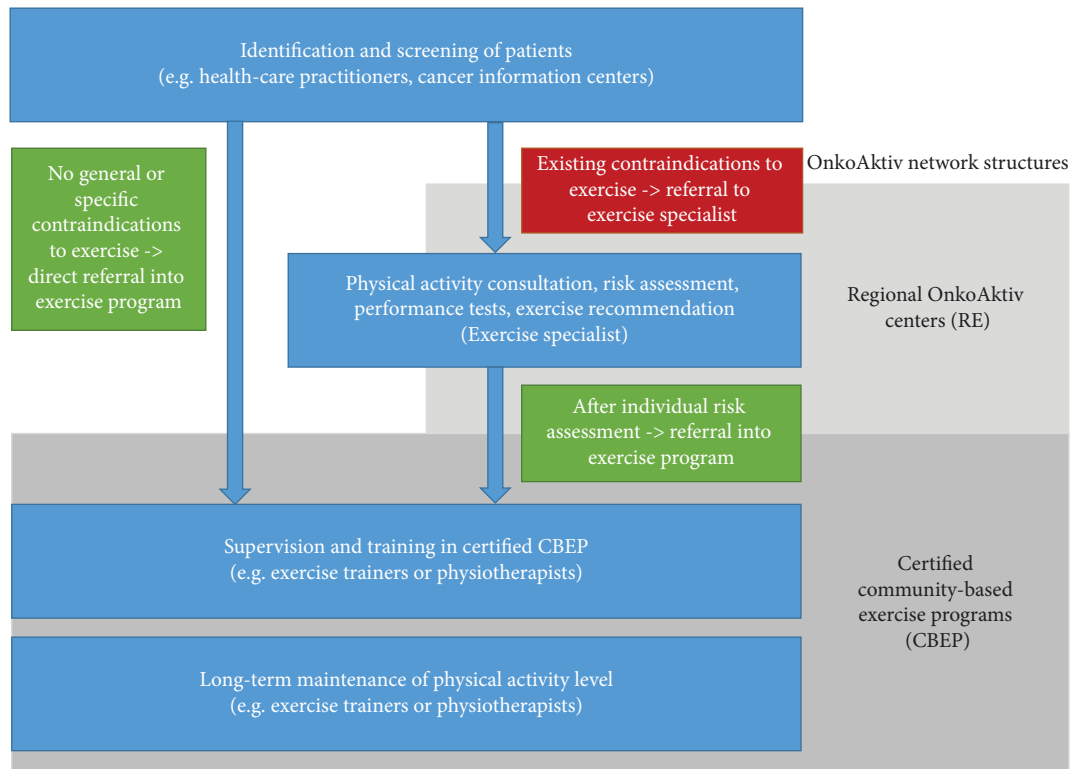 Identification and screening of patients
(e.g. health-care practitioners, cancer information centers)
No general or
specific
contraindications
to exercise ->
direct referral into
exercise program
Existing contraindications to
exercise -> referral to
exercise specialist
OnkoAktiv network structures
Physical activity consultation, risk assessment,
performance tests, exercise recommendation
(Exercise specialist)
Regional OnkoAktiv
centers (RE)
After individual risk
assessment -> referral into
exercise program
Supervision and training in certified CBEP
(e.g. exercise trainers or physiotherapists)
Certified
community-based
exercise programs
(CBEP)
Long-term maintenance of physical activity level
(e.g. exercise trainers or physiotherapists)